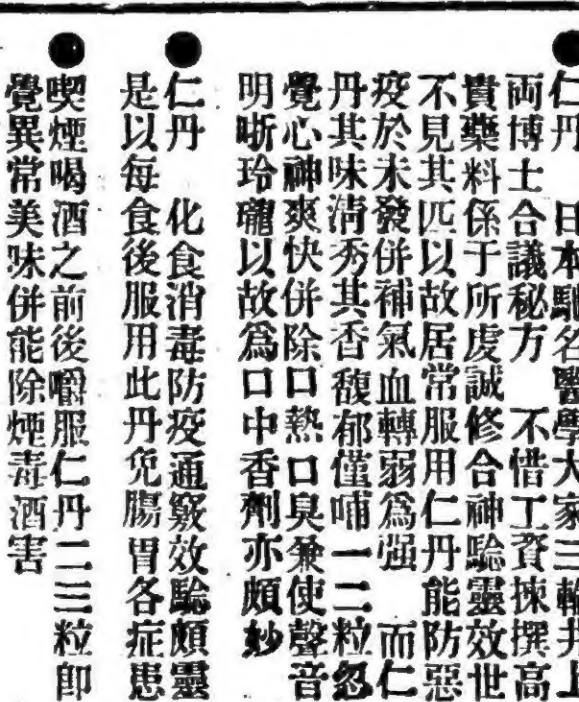 ●仁丹　日本馳名醫學大家三輪井上
両博士合議秘方　不惜工資揀撰高
貴藥料係于所虔誠修合神驗靈效世
不見其匹以故居常服用仁丹能防惡
疫於未發併補氣血轉弱爲强　而仁
丹其味淸秀其香馥郁僅哺一二粒忽
覺心神爽快併除口熱口臭兼使聲音
明晰玲瓏以故爲口中香劑亦頗妙
●仁丹　化食消毒防疫通竅效驗頗靈
是以每食後服用此丹免腸胃各症患
●喫煙喝酒之前後嚼服仁丹二三粒卽
覺異常美味併能除煙毒酒害